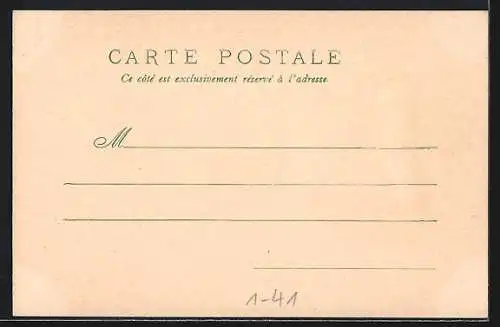 CARTE POSTALE
Ce côté est exclusivement réservé à l'adresse.
M
1-41